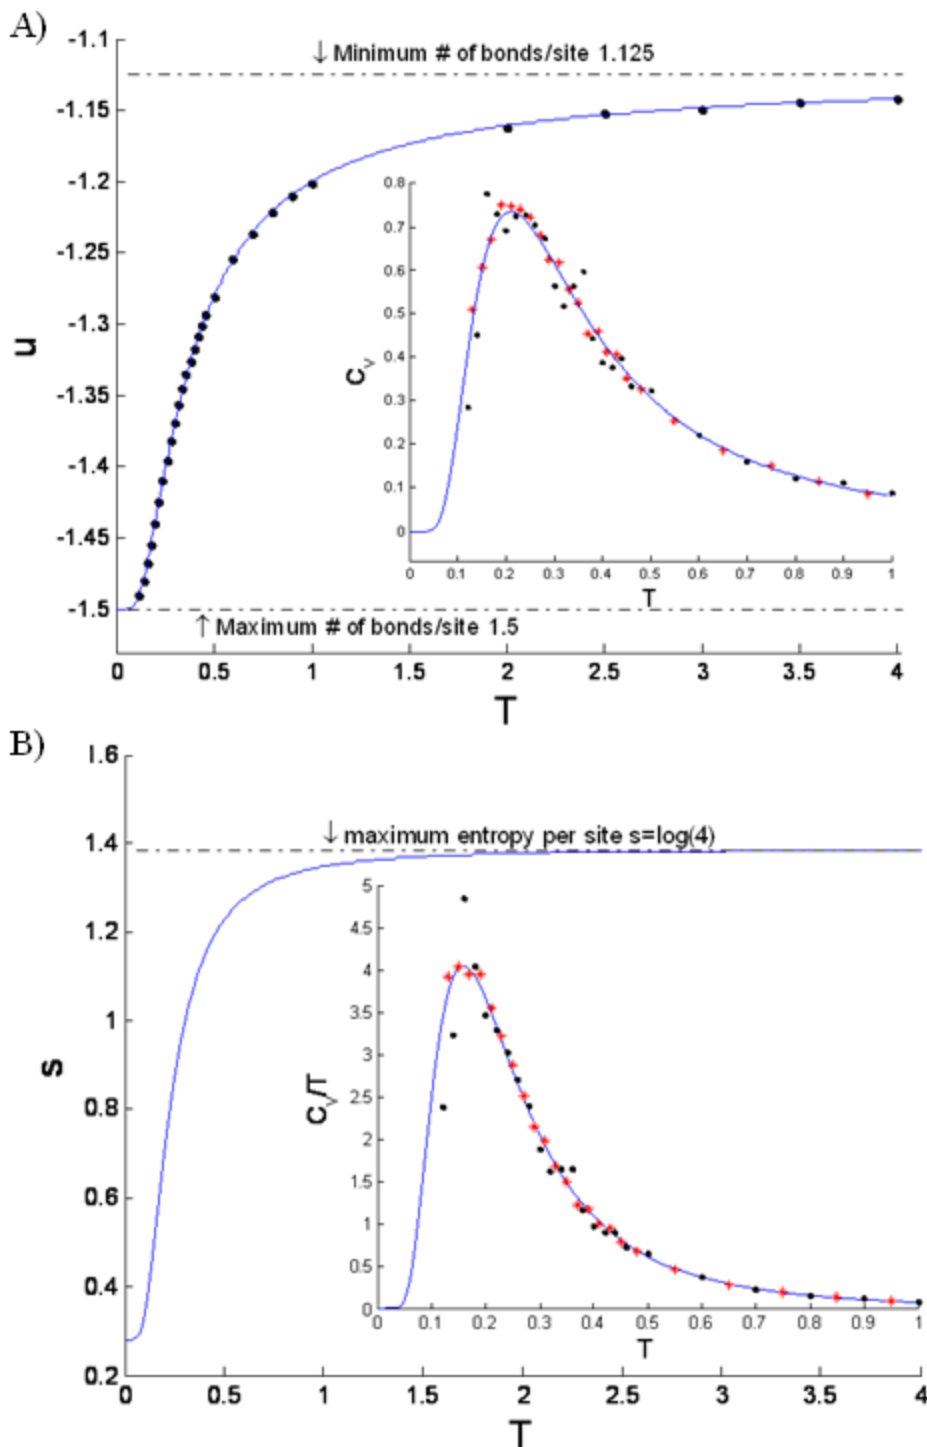 A)
-1.1
↓ Minimum # of bonds/site 1.125
-1.15
-1.2
-1.25
-1.3
-1.35
-1.4
-1.45
-1.5
u
0.8
0.7
0.6
0.5
0.4
0.3
0.2
0.1
0
Cv
0 0.1 0.2 0.3 0.4 0.5 0.6 0.7 0.8 0.9 1
T
↑ Maximum # of bonds/site 1.5
0 0.5 1 1.5 2 2.5 3 3.5 4
T
B)
1.6
↓ maximum entropy per site s=log(4)
1.4
1.2
1
0.8
0.6
0.4
0.2
s
5
4.5
4
3.5
3
2.5
2
1.5
1
0.5
0
Cv/T
0 0.1 0.2 0.3 0.4 0.5 0.6 0.7 0.8 0.9 1
T
0 0.5 1 1.5 2 2.5 3 3.5 4
T